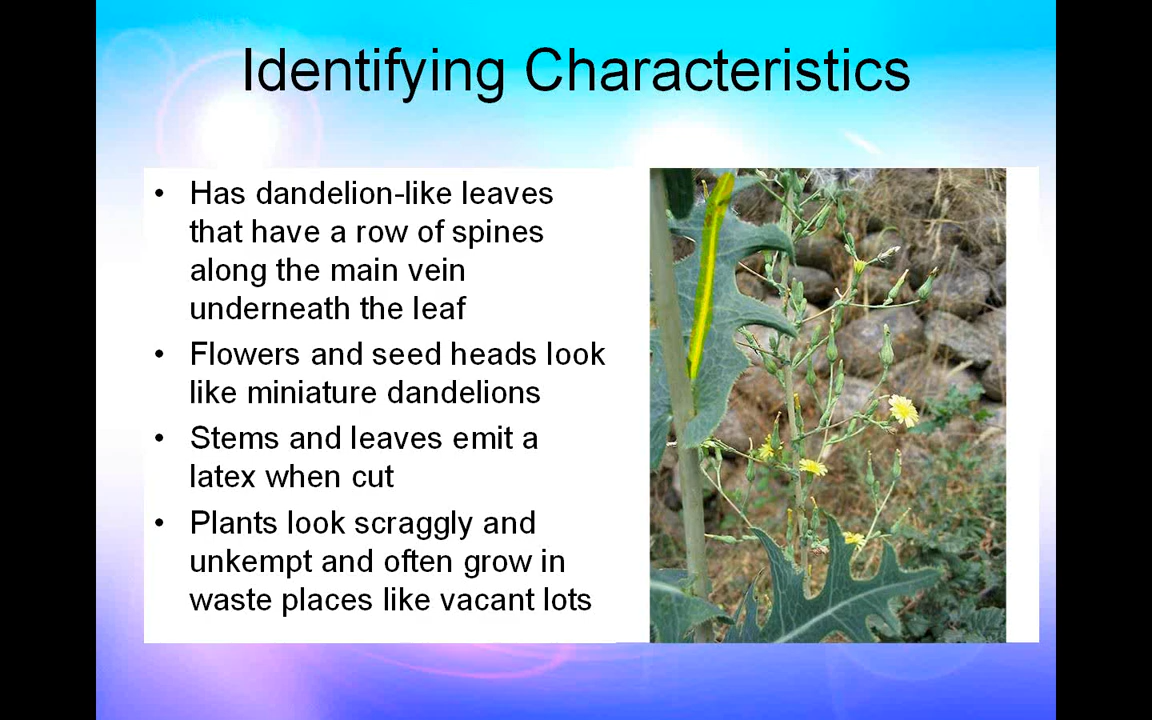 Identifying Characteristics
• Has dandelion-like leaves
that have a row of spines
along the main vein
underneath the leaf
• Flowers and seed heads look
like miniature dandelions
• Stems and leaves emit a
latex when cut
• Plants look scraggly and
unkempt and often grow in
waste places like vacant lots